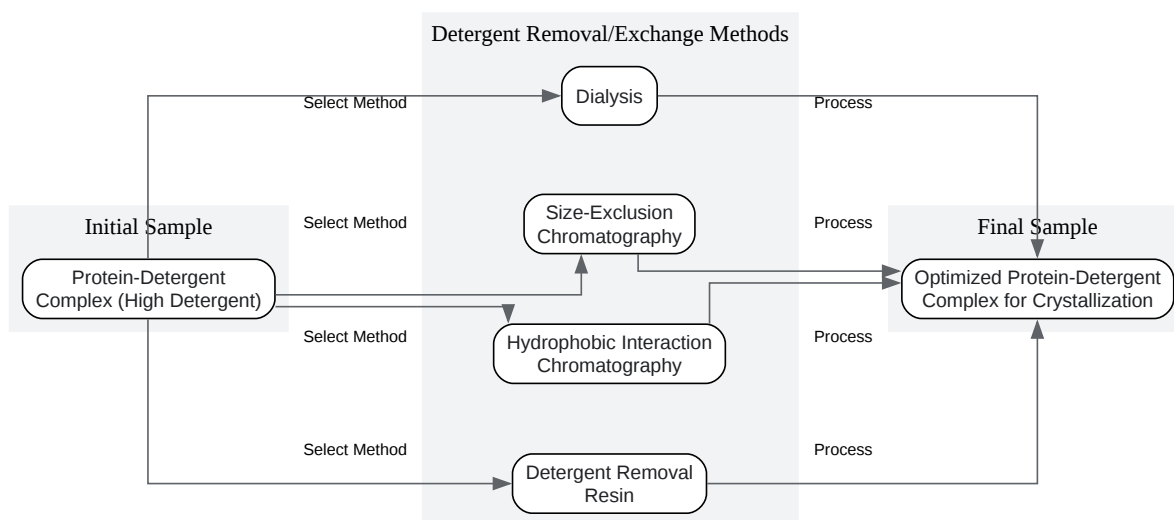 Detergent Removal/Exchange Methods
Select Method
Dialysis
Process
Initial Sample
Select Method
Size-Exclusion
Chromatography
Process
Final Sample
Protein-Detergent
Complex (High Detergent)
Optimized Protein-Detergent
Complex for Crystallization
Select Method
Hydrophobic Interaction
Chromatography
Process
Select Method
Detergent Removal
Resin
Process